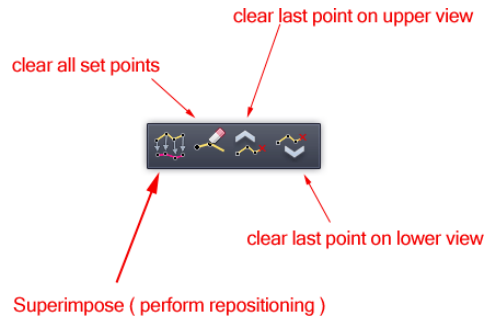 clear last point on upper view
clear all set points
clear last point on lower view
Superimpose ( perform repositioning )